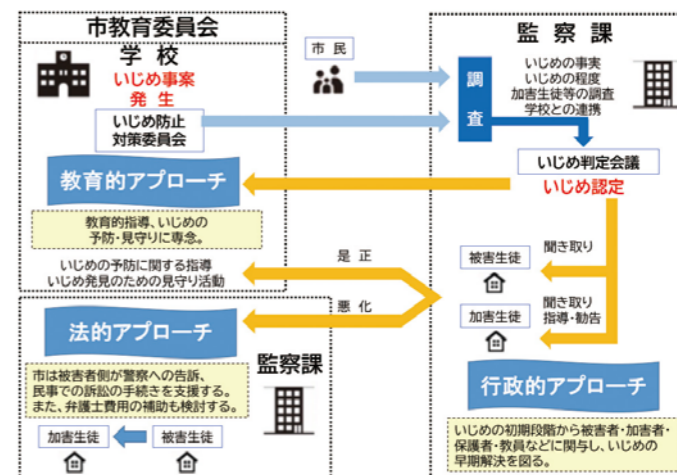 市教育委員会
学校
いじめ事案
発生
いじめ防止
対策委員会
教育的アプローチ
教育的指導、いじめの
予防・見守りに専念。
いじめの予防に関する指導
いじめ発見のための見守り活動
市民
監察課
調査
いじめの事実
いじめの程度
加害生徒等の調査
学校との連携
いじめ判定会議
いじめ認定
聞き取り
被害生徒
聞き取り
指導・勧告
加害生徒
行政的アプローチ
いじめの初期段階から被害者・加害者・
保護者・教員などに関与し、いじめの
早期解決を図る。
是正
悪化
法的アプローチ
監察課
市は被害者側が警察への告訴、
民事での訴訟の手続きを支援する。
また、弁護士費用の補助も検討する。
加害生徒
被害生徒